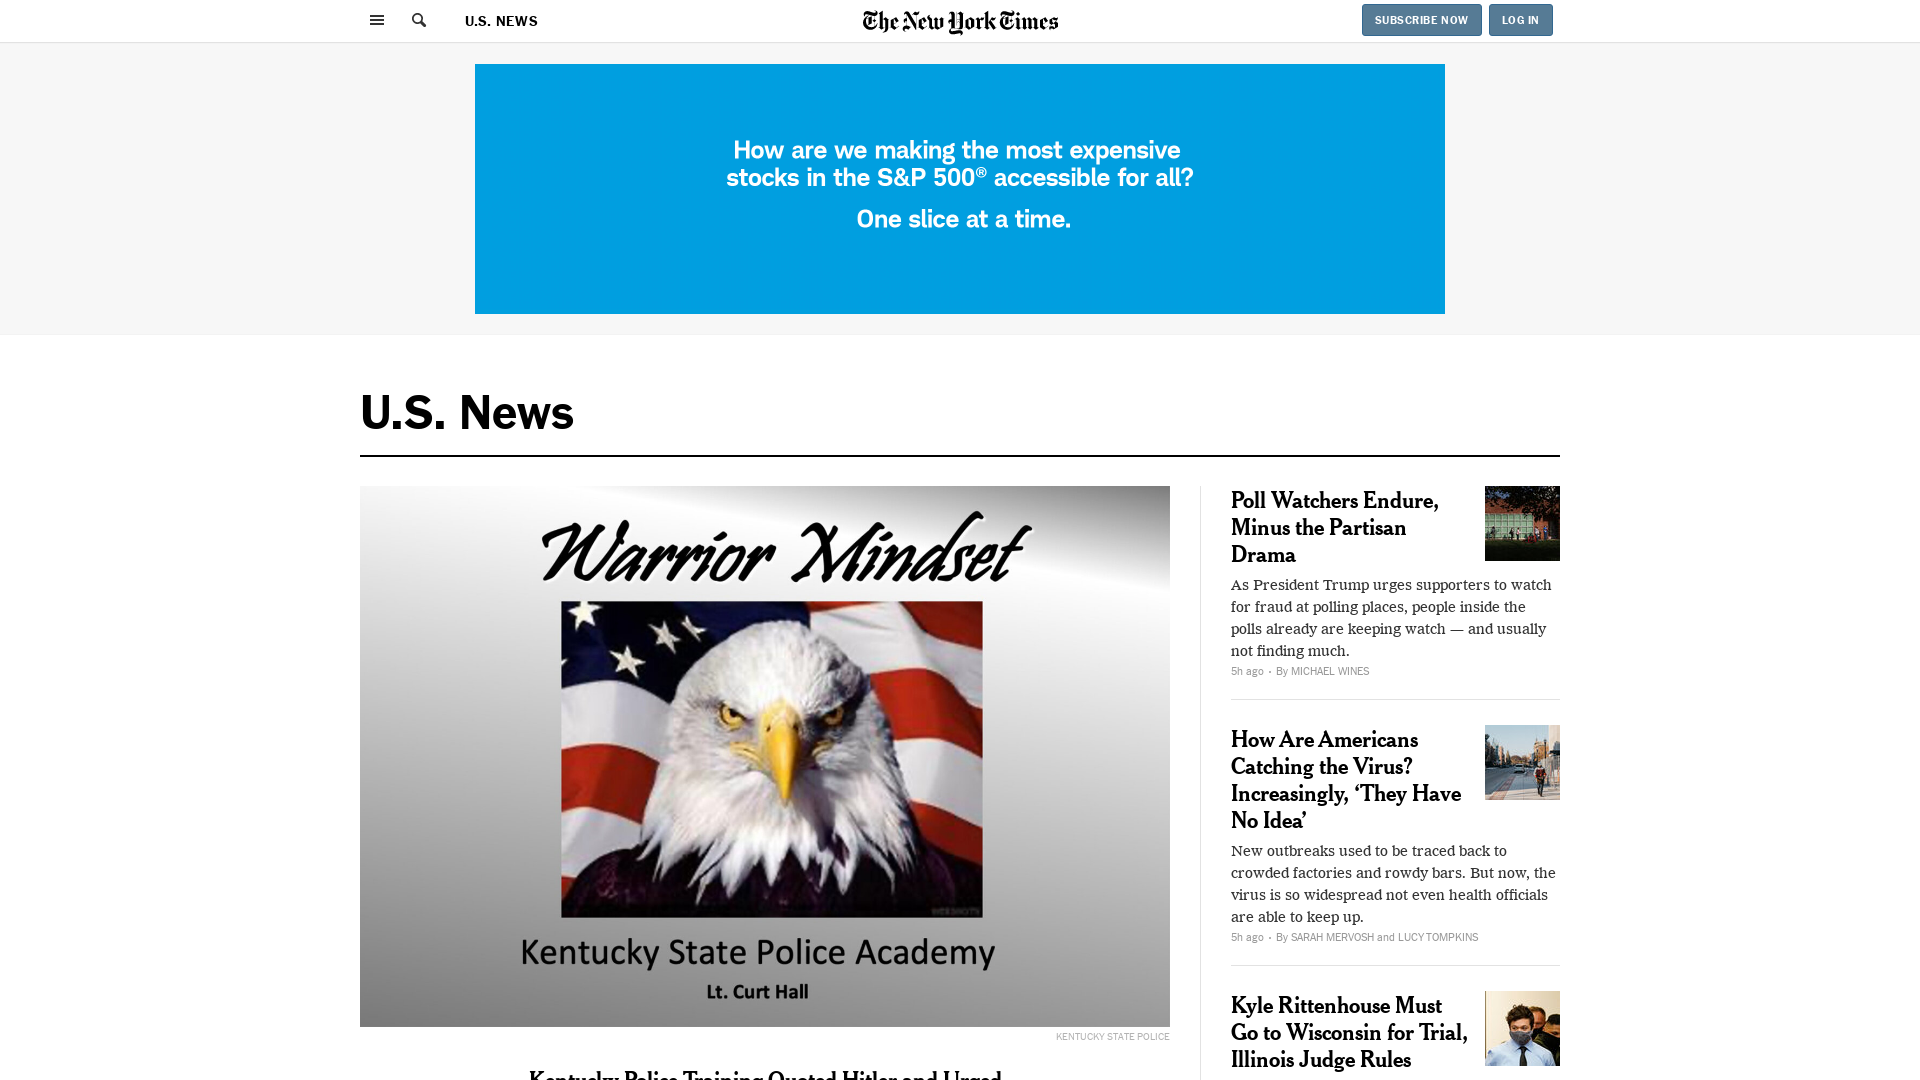 U.S. NEWS
The New York Times
SUBSCRIBE NOW
LOG IN
How are we making the most expensive
stocks in the S&P 500® accessible for all?
One slice at a time.
U.S. News
Warrior Mindset
Kentucky State Police Academy
Lt. Curt Hall
KENTUCKY STATE POLICE
Kentucky Police Training Quoted Hitler and Urged
Poll Watchers Endure,
Minus the Partisan
Drama
As President Trump urges supporters to watch
for fraud at polling places, people inside the
polls already are keeping watch — and usually
not finding much.
5h ago • By MICHAEL WINES
How Are Americans
Catching the Virus?
Increasingly, ‘They Have
No Idea’
New outbreaks used to be traced back to
crowded factories and rowdy bars. But now, the
virus is so widespread not even health officials
are able to keep up.
5h ago • By SARAH MERVOSH and LUCY TOMPKINS
Kyle Rittenhouse Must
Go to Wisconsin for Trial,
Illinois Judge Rules